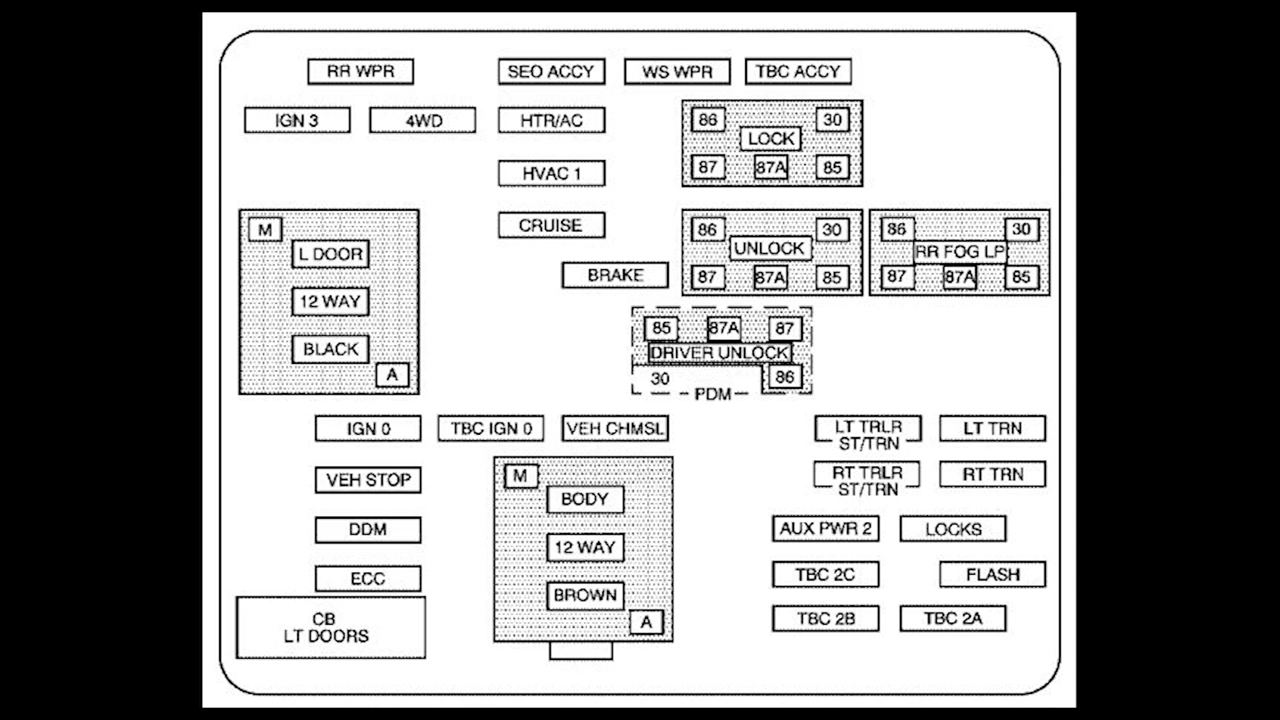 RR WPR
SEO ACCY
WS WPR
TBC ACCY
IGN 3
4WD
HTR/AC
86
30
LOCK
87
87A
85
HVAC 1
CRUISE
M
L DOOR
12 WAY
BLACK
A
86
30
UNLOCK
87
87A
85
86
30
RR FOG LP
87
87A
85
BRAKE
85
87A
87
DRIVER UNLOCK
30
86
PDM
IGN 0
TBC IGN 0
VEH CHMSL
LT TRLR
ST/TRN
LT TRN
VEH STOP
RT TRLR
ST/TRN
RT TRN
M
BODY
12 WAY
BROWN
A
DDM
AUX PWR 2
LOCKS
ECC
TBC 2C
FLASH
CB
LT DOORS
TBC 2B
TBC 2A